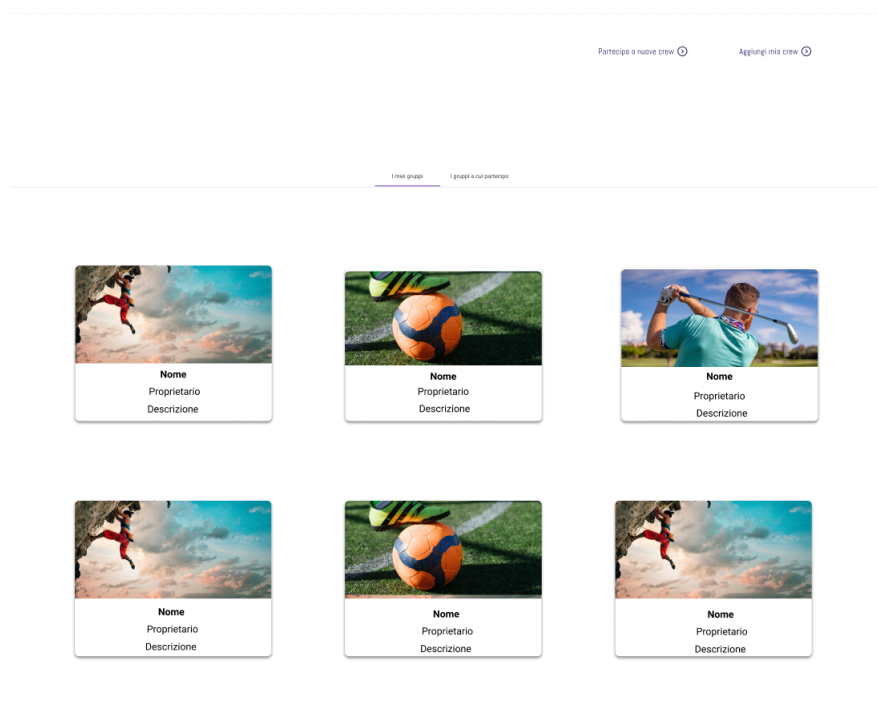 Partecipa a nuove crew
Aggiungi mia crew
I miei gruppi
I gruppi a cui partecipo
Nome
Proprietario
Descrizione
Nome
Proprietario
Descrizione
Nome
Proprietario
Descrizione
Nome
Proprietario
Descrizione
Nome
Proprietario
Descrizione
Nome
Proprietario
Descrizione